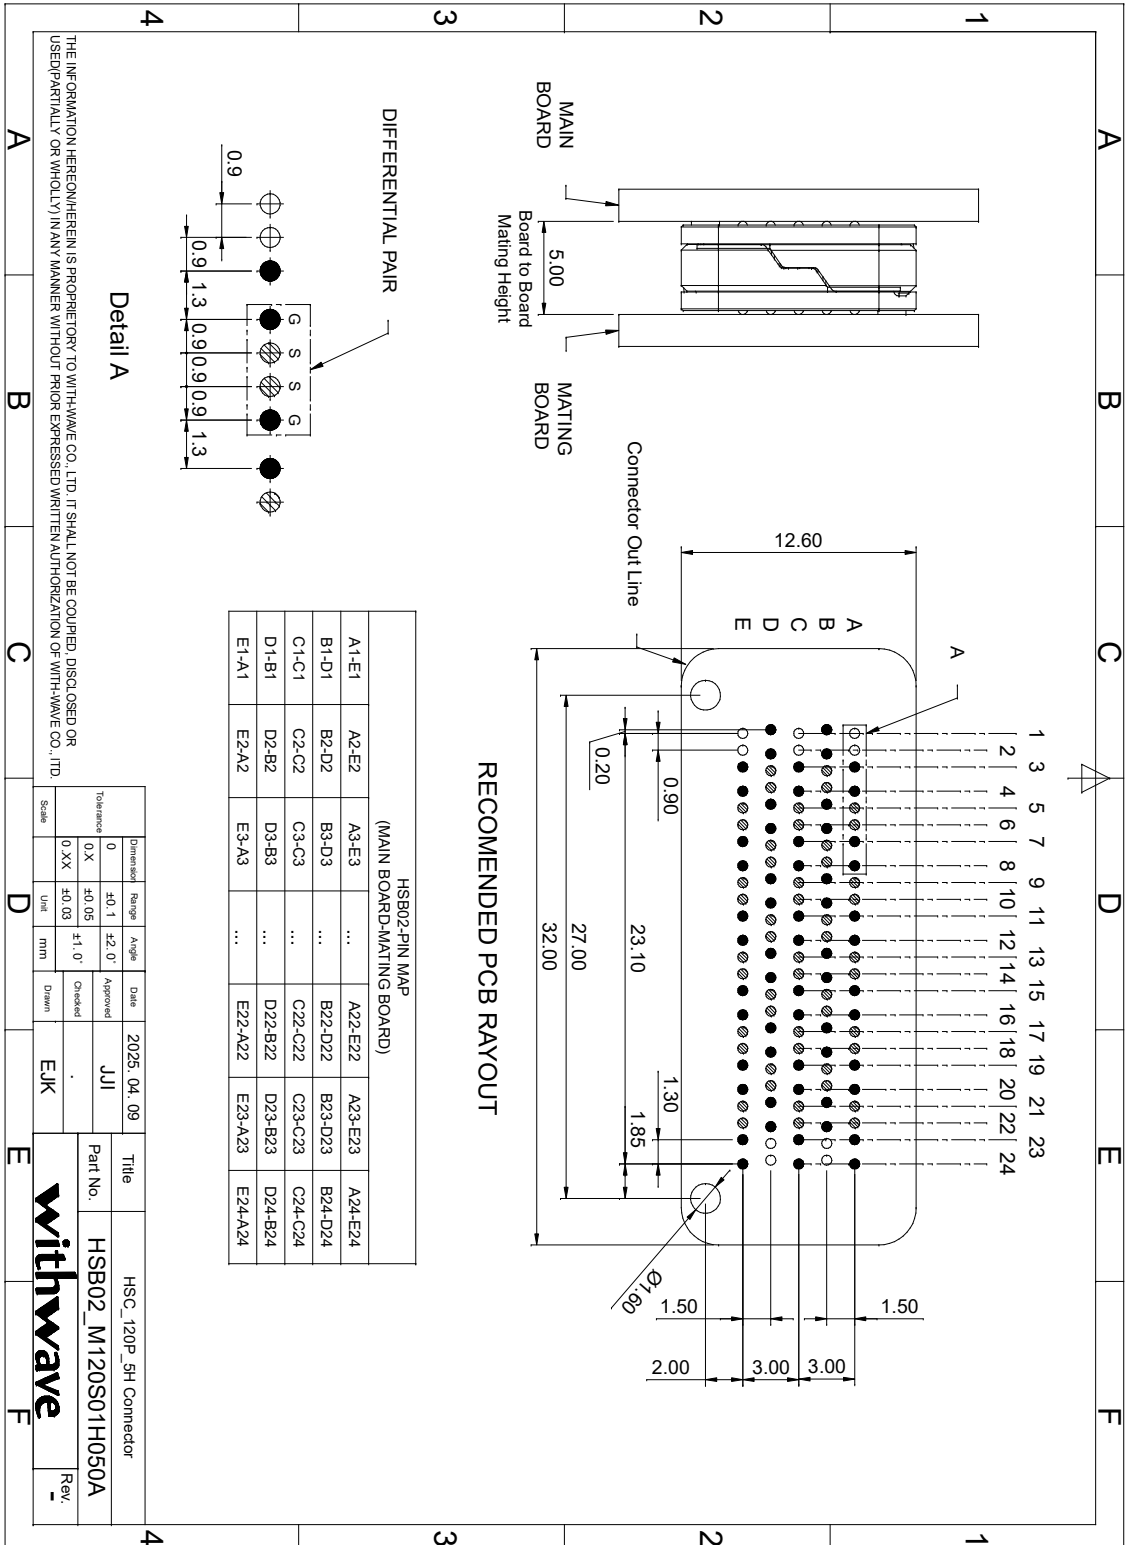 1
2
3
4
A
B
C
D
E
F
MAIN
BOARD
MATING
BOARD
5.00
Board to Board
Mating Height
DIFFERENTIAL PAIR
G
S
S
G
0.9
0.9
1.3
0.9
0.9
0.9
1.3
Detail A
Connector Out Line
12.60
A
B
C
D
E
A
1
2
3
4
5
6
7
8
9
10
11
12
13
14
15
16
17
18
19
20
21
22
23
24
0.20
0.90
23.10
27.00
32.00
1.30
1.85
Ø1.60
1.50
1.50
2.00
3.00
3.00
RECOMENDED PCB RAYOUT
HSB02-PIN MAP
(MAIN BOARD-MATING BOARD)
A1-E1 A2-E2 A3-E3 ... A22-E22 A23-E23 A24-E24
B1-D1 B2-D2 B3-D3 ... B22-D22 B23-D23 B24-D24
C1-C1 C2-C2 C3-C3 ... C22-C22 C23-C23 C24-C24
D1-B1 D2-B2 D3-B3 ... D22-B22 D23-B23 D24-B24
E1-A1 E2-A2 E3-A3 ... E22-A22 E23-A23 E24-A24
THE INFORMATION HEREON/HEREIN IS PROPRIETORY TO WITH-WAVE CO., LTD. IT SHALL NOT BE COUPIED, DISCLOSED OR
USED(PARTIALLY OR WHOLLY) IN ANY MANNER WITHOUT PRIOR EXPRESSED WRITTEN AUTHORIZATION OF WITH-WAVE CO., ITD.
Dimension Range Angle
Tolerance
0 ±0.1 ±2.0°
0.X ±0.05
0.XX ±0.03 ±1.0°
Scale Unit mm
Date 2025. 04. 09
Approved JJI
Checked .
Drawn EJK
Title HSC_120P_5H Connector
Part No. HSB02_M120S01H050A
withwave
Rev.
-
A
B
C
D
E
F
1
2
3
4